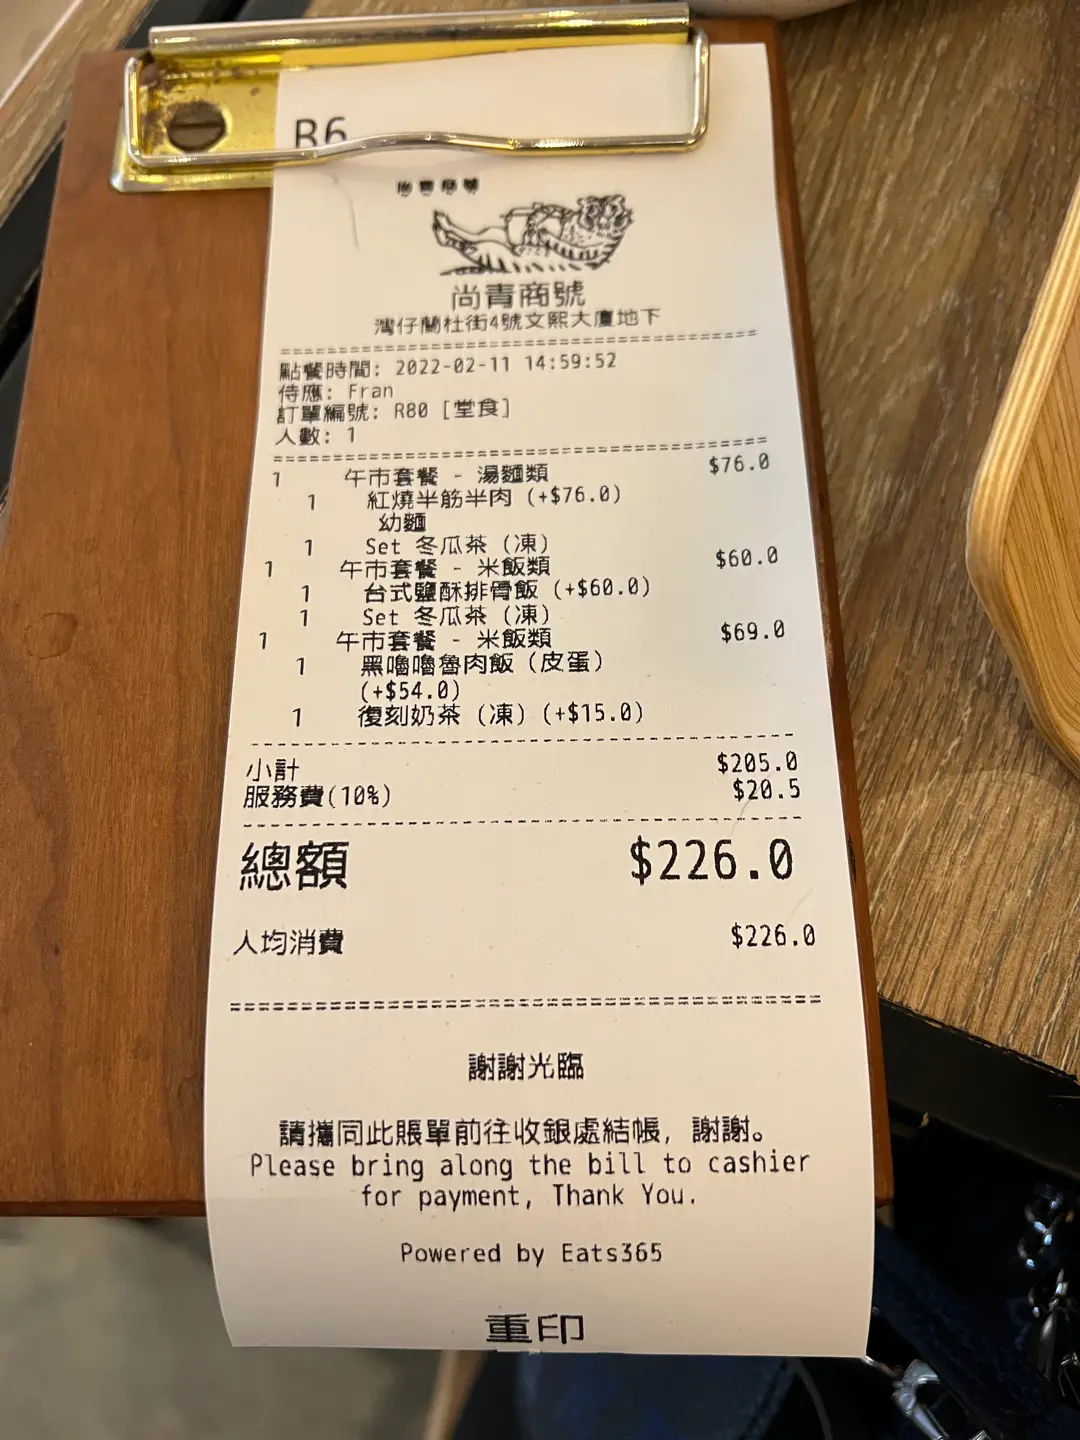 B6
尚青商號
尚青商號
灣仔蘭杜街4號文熙大廈地下
點餐時間: 2022-02-11 14:59:52
侍應: Fran
訂單編號: R80 [堂食]
人數: 1
1 午市套餐 - 湯麵類 $76.0
1 紅燒半筋半肉 (+$76.0)
幼麵
1 Set 冬瓜茶 (凍)
1 午市套餐 - 米飯類 $60.0
1 台式鹽酥排骨飯 (+$60.0)
1 Set 冬瓜茶 (凍)
1 午市套餐 - 米飯類 $69.0
1 黑嚕嚕魯肉飯 (皮蛋)
(+$54.0)
1 復刻奶茶 (凍) (+$15.0)
小計 $205.0
服務費(10%) $20.5
總額 $226.0
人均消費 $226.0
謝謝光臨
請攜同此賬單前往收銀處結帳, 謝謝。
Please bring along the bill to cashier
for payment, Thank You.
Powered by Eats365
重印